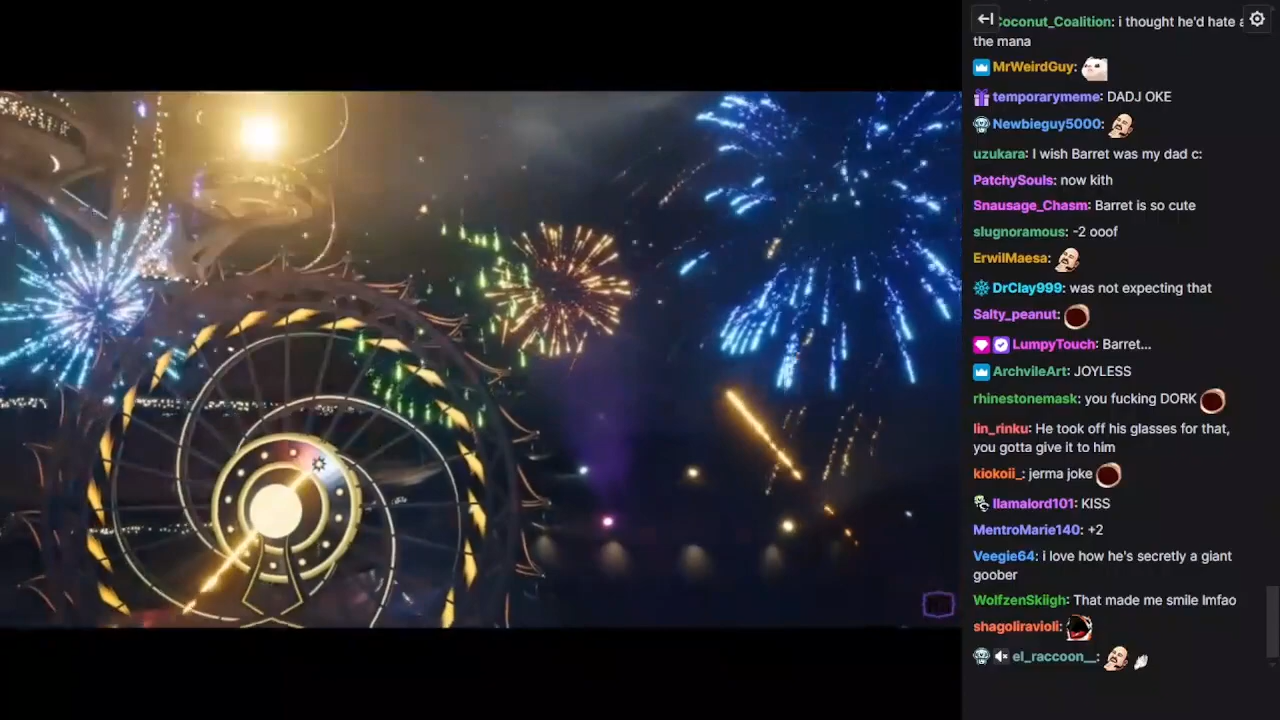 Coconut_Coalition: i thought he'd hate a
the mana
MrWeirdGuy:
temporarymeme: DADJ OKE
Newbieguy5000:
uzukara: I wish Barret was my dad c:
PatchySouls: now kith
Snausage_Chasm: Barret is so cute
slugnoramous: -2 ooof
ErwilMaesa:
DrClay999: was not expecting that
Salty_peanut:
LumpyTouch: Barret...
ArchvileArt: JOYLESS
rhinestonemask: you fucking DORK
lin_rinku: He took off his glasses for that,
you gotta give it to him
kiokoii_: jerma joke
llamalord101: KISS
MentroMarie140: +2
Veegie64: i love how he's secretly a giant
goober
WolfzenSkiigh: That made me smile lmfao
shagoliravioli:
el_raccoon__: